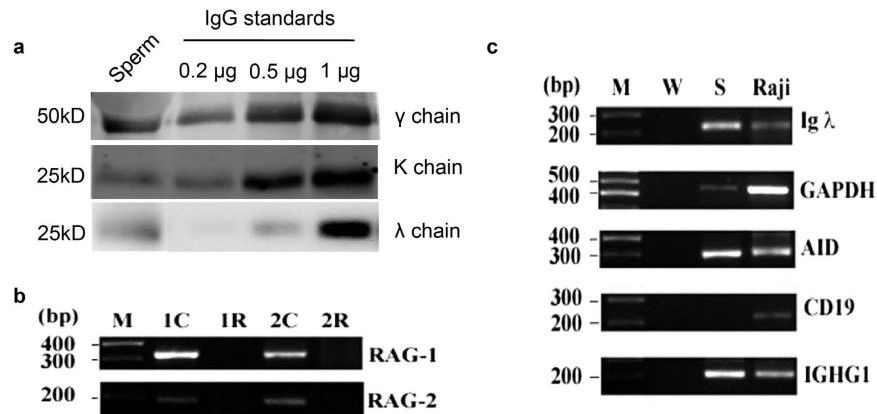 a
IgG standards
Sperm 0.2 µg 0.5 µg 1 µg
50kD γ chain
25kD K chain
25kD λ chain
b
(bp) M 1C 1R 2C 2R
400
300 RAG-1
200 RAG-2
c
(bp) M W S Raji
300
200 Ig λ
500
400 GAPDH
400
300 AID
300
200 CD19
200 IGHG1